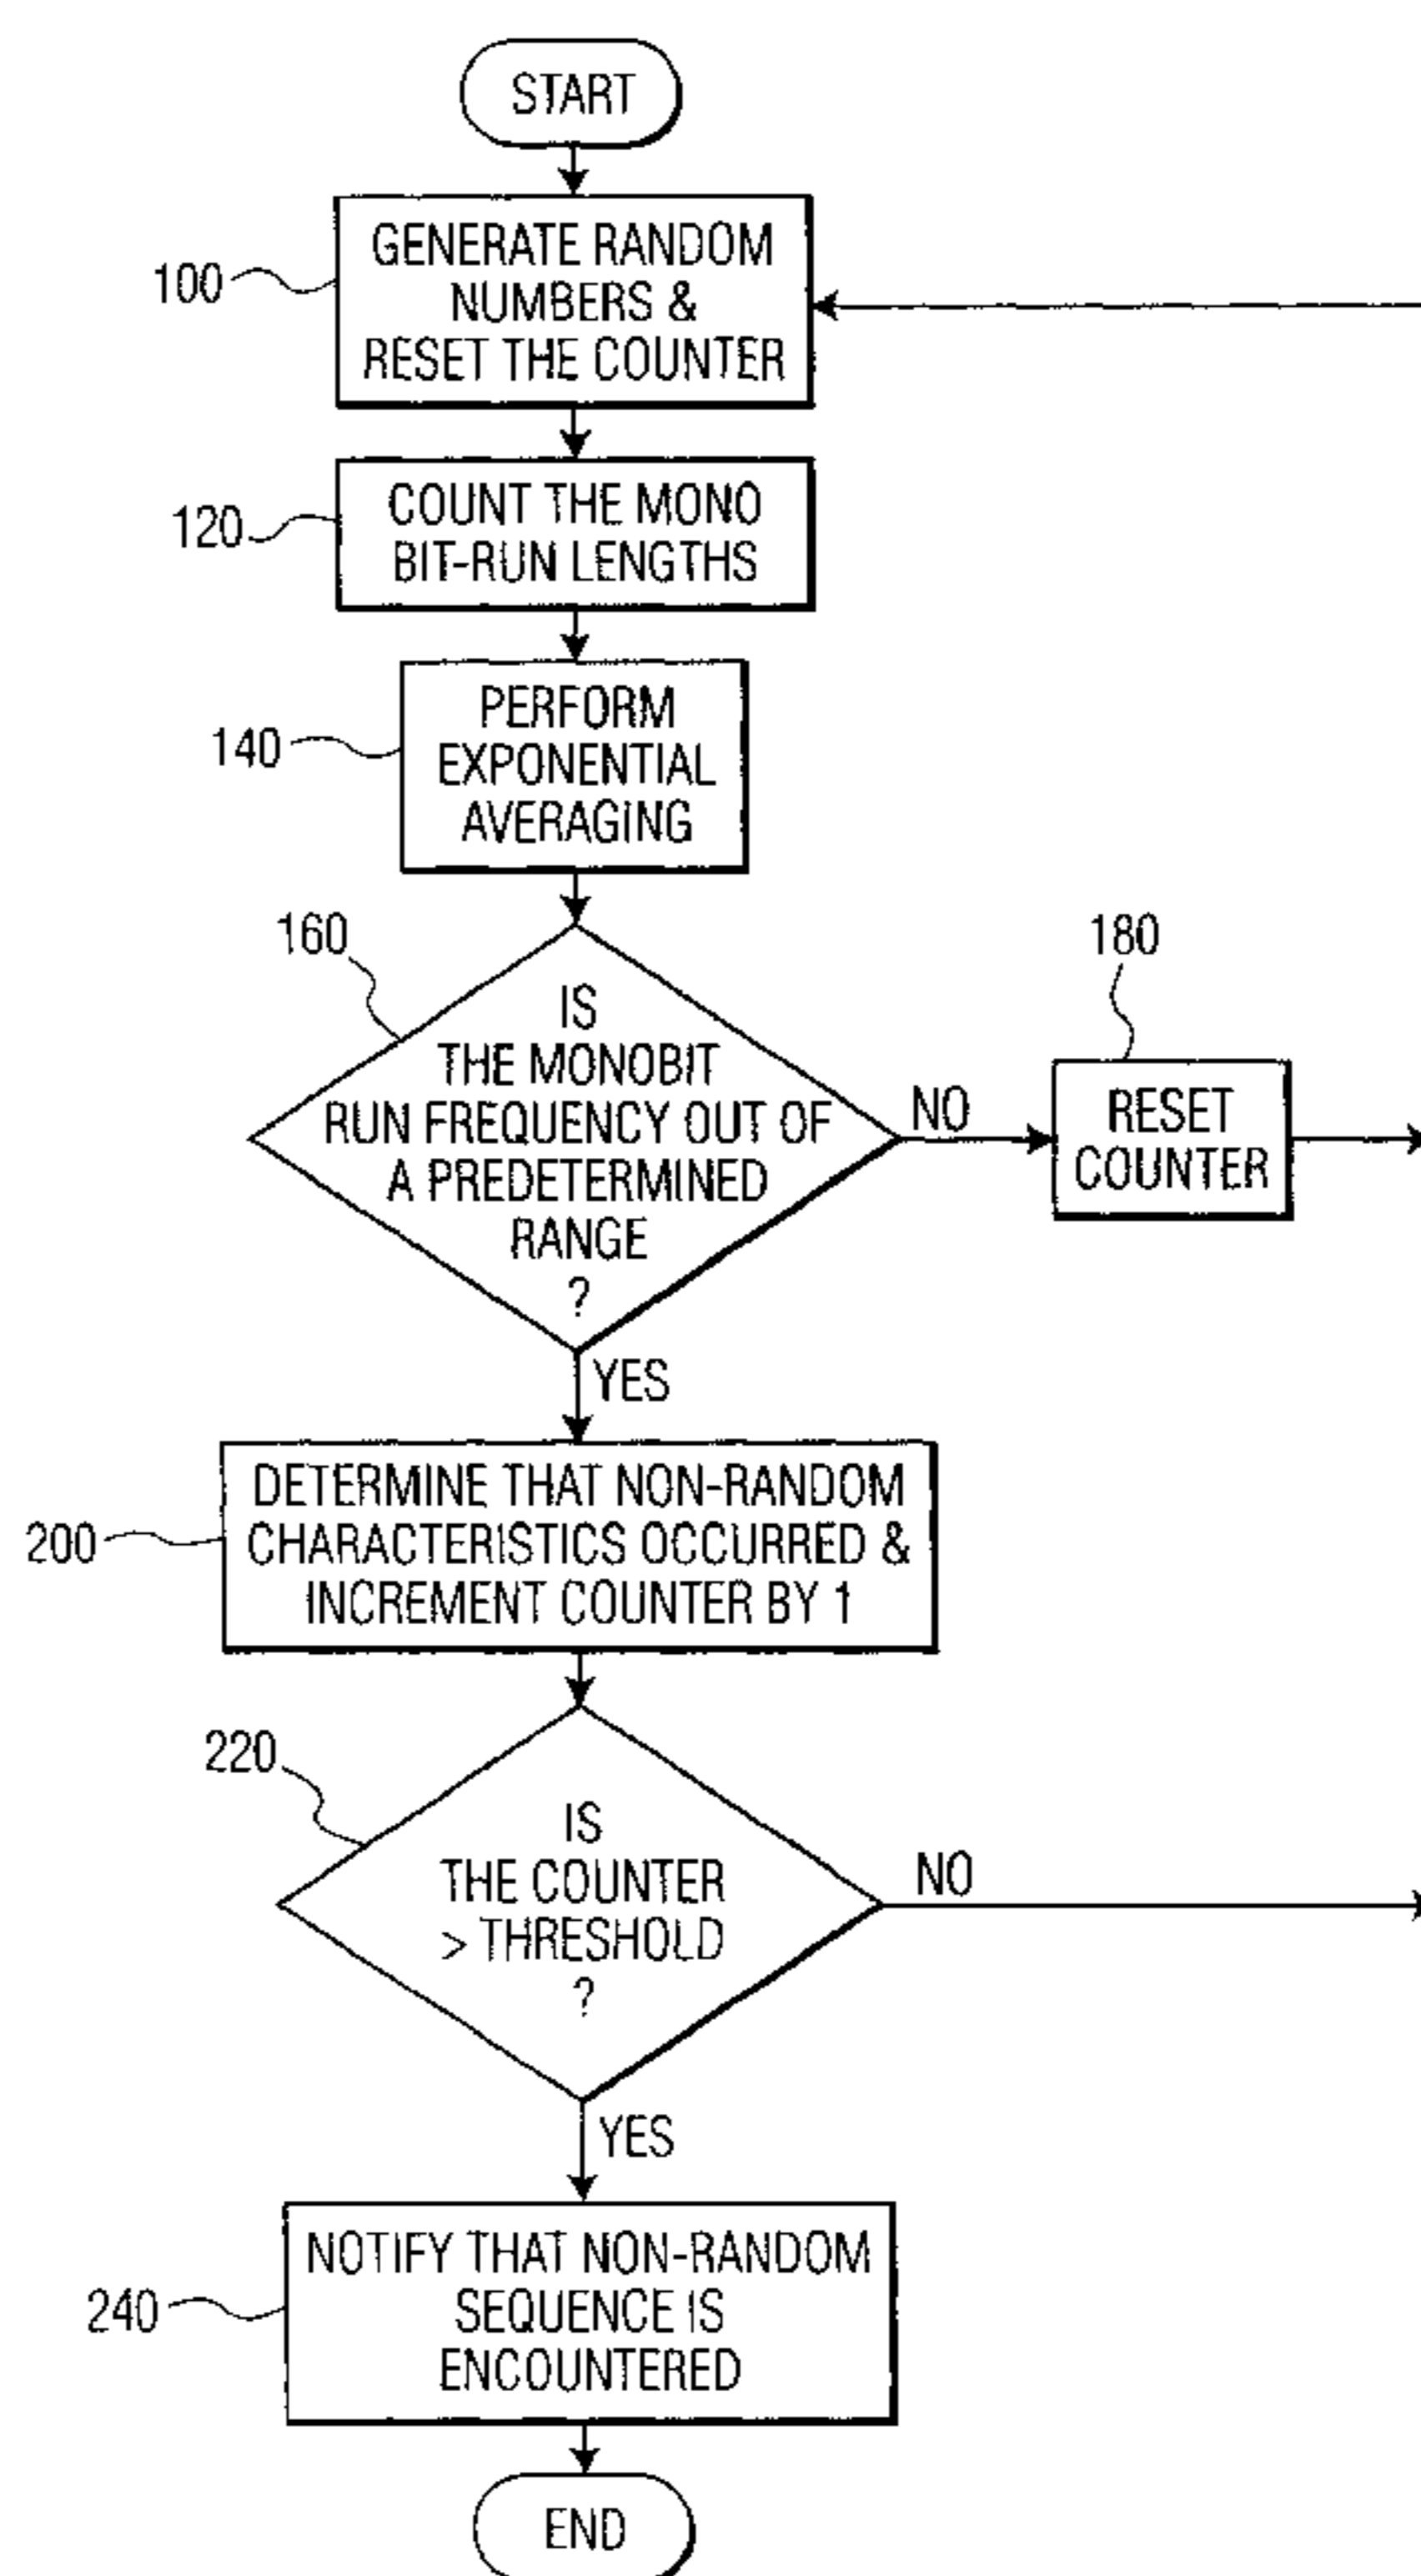 START
100
GENERATE RANDOM
NUMBERS &
RESET THE COUNTER
120
COUNT THE MONO
BIT-RUN LENGTHS
140
PERFORM
EXPONENTIAL
AVERAGING
160
IS
THE MONOBIT
RUN FREQUENCY OUT OF
A PREDETERMINED
RANGE
?
NO
180
RESET
COUNTER
YES
200
DETERMINE THAT NON-RANDOM
CHARACTERISTICS OCCURRED &
INCREMENT COUNTER BY 1
220
IS
THE COUNTER
> THRESHOLD
?
NO
YES
240
NOTIFY THAT NON-RANDOM
SEQUENCE IS
ENCOUNTERED
END